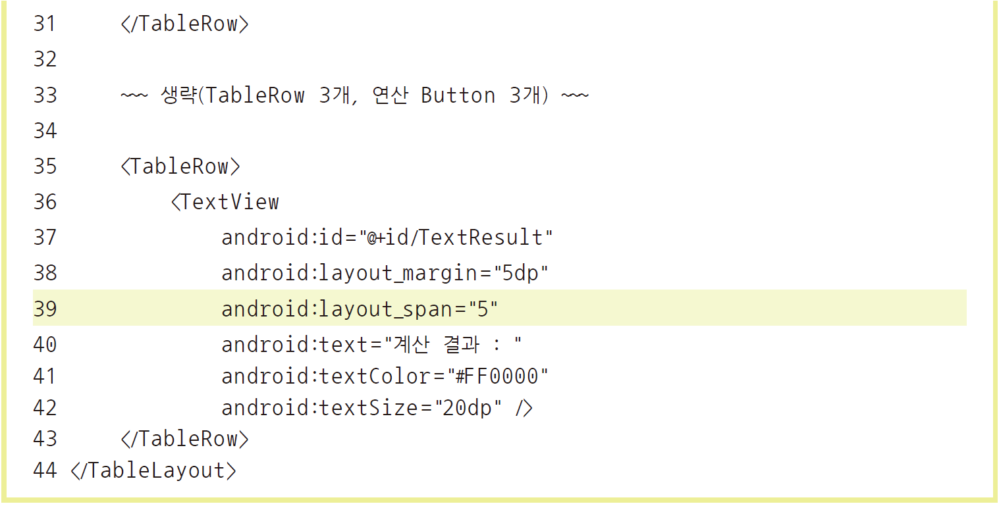 31     </TableRow>
32
33     ~~~ 생략(TableRow 3개, 연산 Button 3개) ~~~
34
35     <TableRow>
36         <TextView
37             android:id="@+id/TextResult"
38             android:layout_margin="5dp"
39             android:layout_span="5"
40             android:text="계산 결과 : "
41             android:textColor="#FF0000"
42             android:textSize="20dp" />
43     </TableRow>
44 </TableLayout>